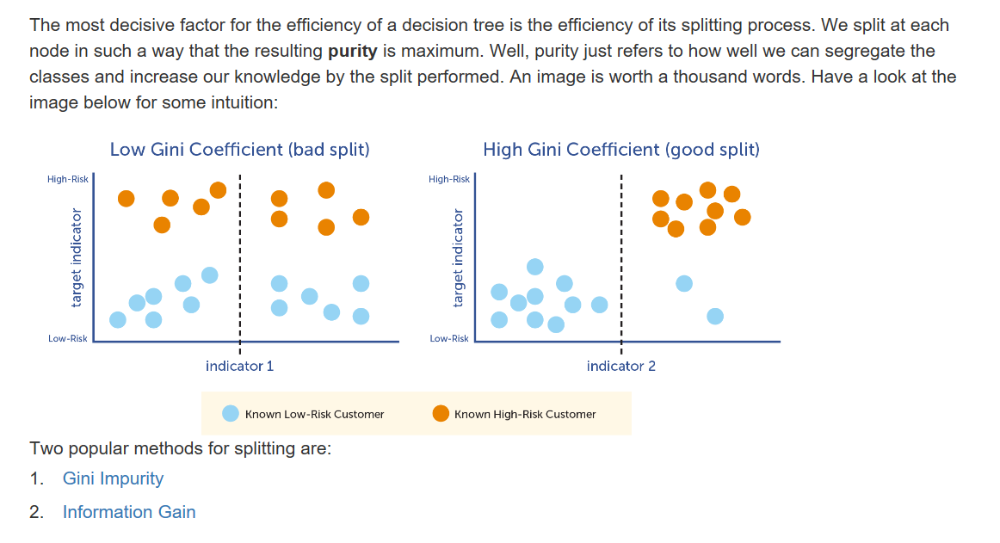 The most decisive factor for the efficiency of a decision tree is the efficiency of its splitting process. We split at each
node in such a way that the resulting purity is maximum. Well, purity just refers to how well we can segregate the
classes and increase our knowledge by the split performed. An image is worth a thousand words. Have a look at the
image below for some intuition:
Low Gini Coefficient (bad split)
High-Risk
target indicator
Low-Risk
indicator 1
High Gini Coefficient (good split)
High-Risk
target indicator
Low-Risk
indicator 2
Known Low-Risk Customer
Known High-Risk Customer
Two popular methods for splitting are:
1. Gini Impurity
2. Information Gain